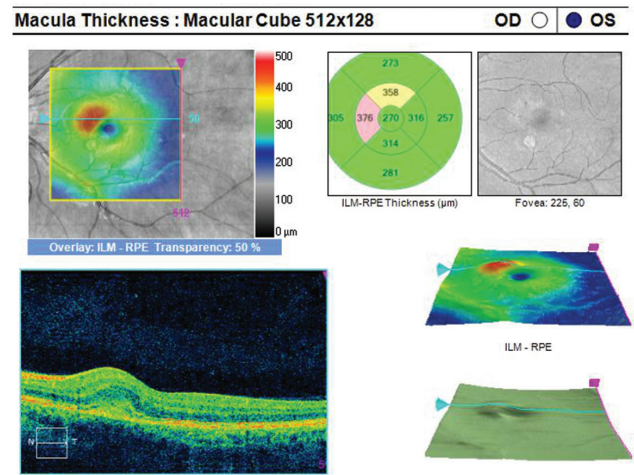 Macula Thickness : Macular Cube 512x128 OD OS
500
400
300
200
100
0 µm
512
Overlay: ILM - RPE Transparency: 50 %
273
358
305 376 270 316 257
314
281
ILM-RPE Thickness (µm)
Fovea: 225, 60
ILM - RPE
N T